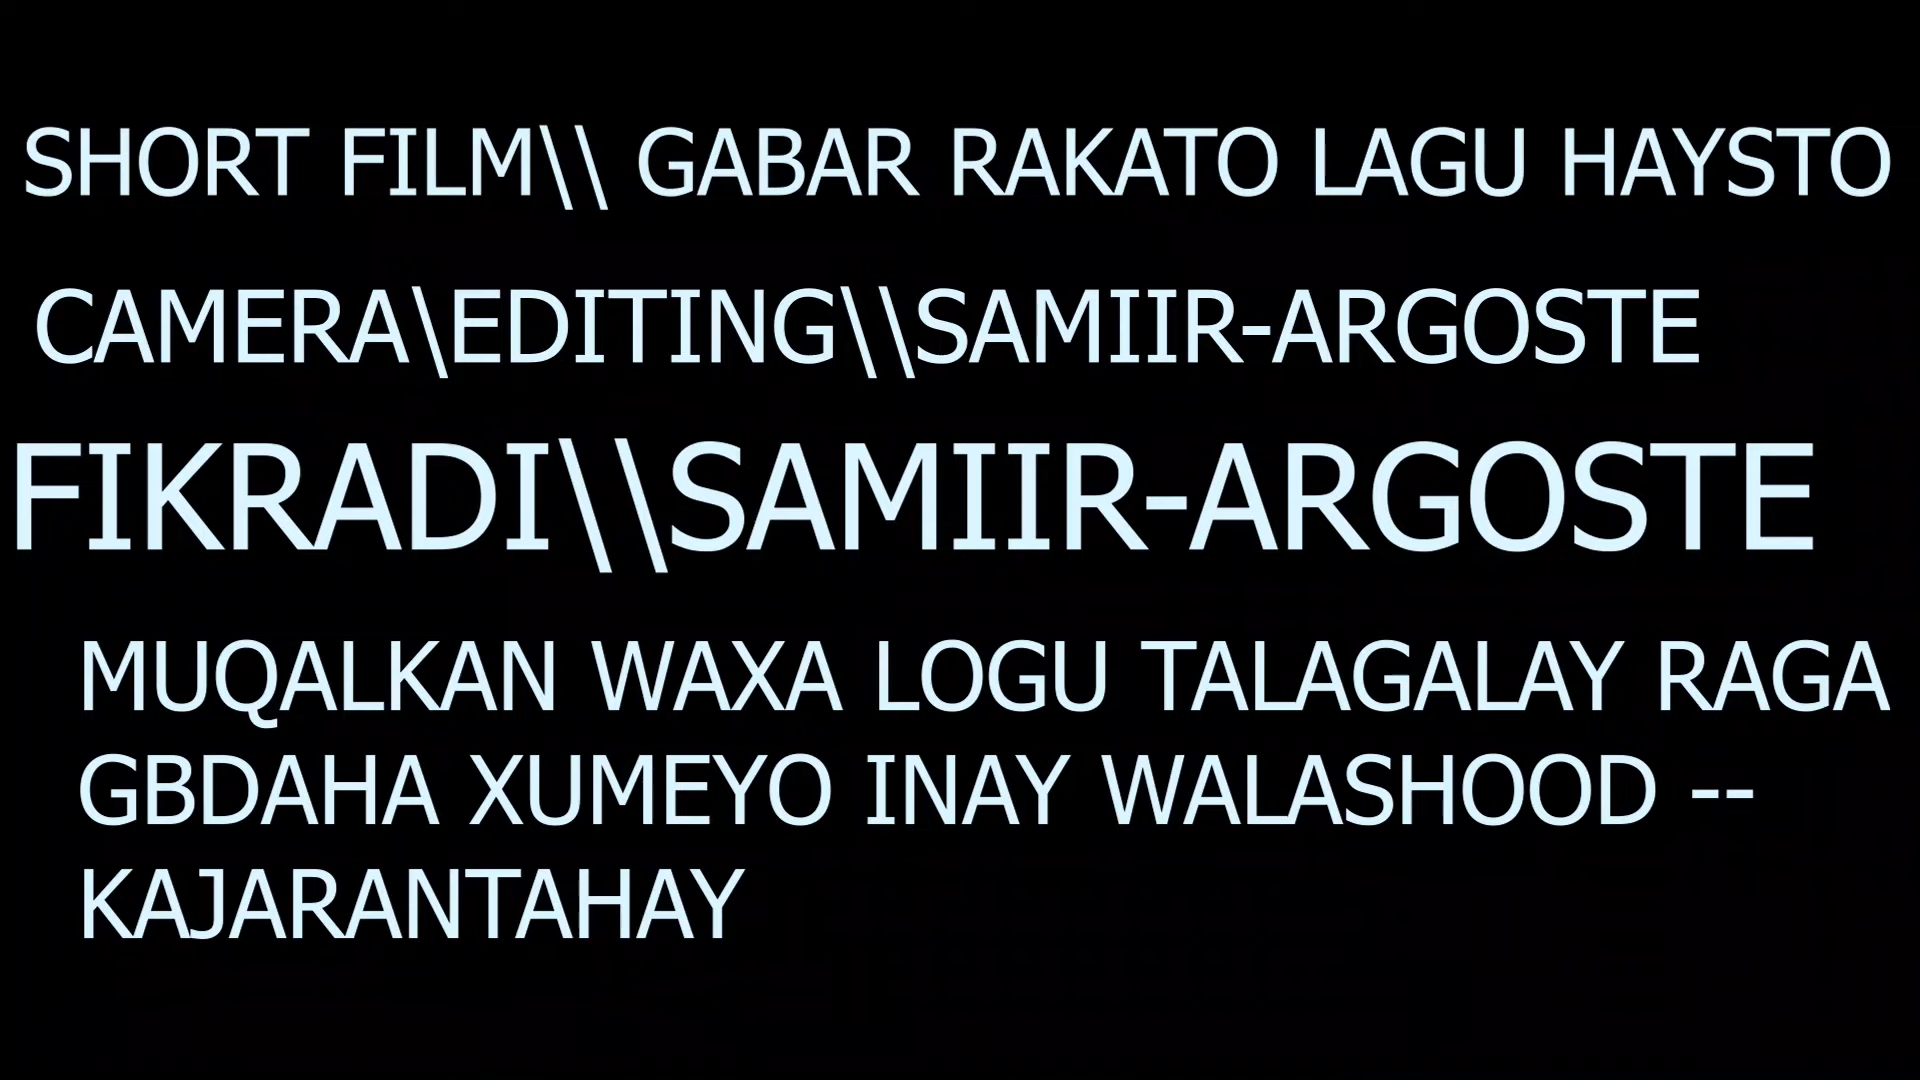 SHORT FILM\\ GABAR RAKATO LAGU HAYSTO
CAMERA\EDITING\\SAMIIR-ARGOSTE
FIKRADI\\SAMIIR-ARGOSTE
MUQALKAN WAXA LOGU TALAGALAY RAGA
GBDAHA XUMEYO INAY WALASHOOD --
KAJARANTAHAY